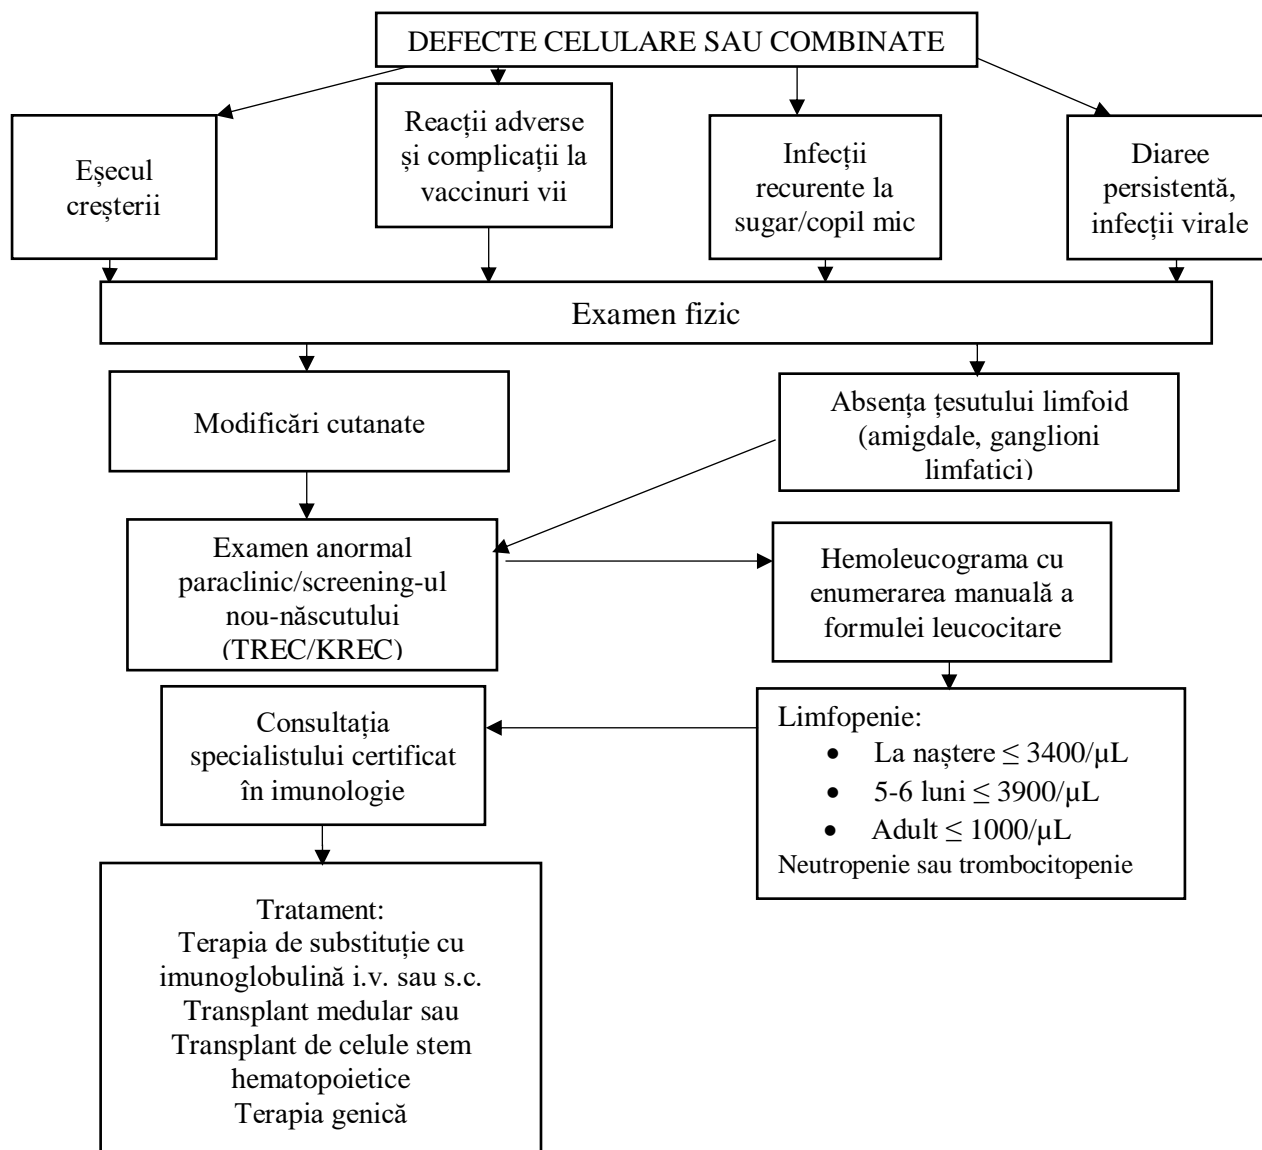 DEFECTE CELULARE SAU COMBINATE
Eșecul
creșterii
Reacții adverse
și complicații la
vaccinuri vii
Infecții
recurente la
sugar/copil mic
Diaree
persistentă,
infecții virale
Examen fizic
Modificări cutanate
Absența țesutului limfoid
(amigdale, ganglioni
limfatici)
Examen anormal
paraclinic/screening-ul
nou-născutului
(TREC/KREC)
Hemoleucograma cu
enumerarea manuală a
formulei leucocitare
Limfopenie:
• La naștere ≤ 3400/µL
• 5-6 luni ≤ 3900/µL
• Adult ≤ 1000/µL
Neutropenie sau trombocitopenie
Consultația
specialistului certificat
în imunologie
Tratament:
Terapia de substituție cu
imunoglobulină i.v. sau s.c.
Transplant medular sau
Transplant de celule stem
hematopoietice
Terapia genică